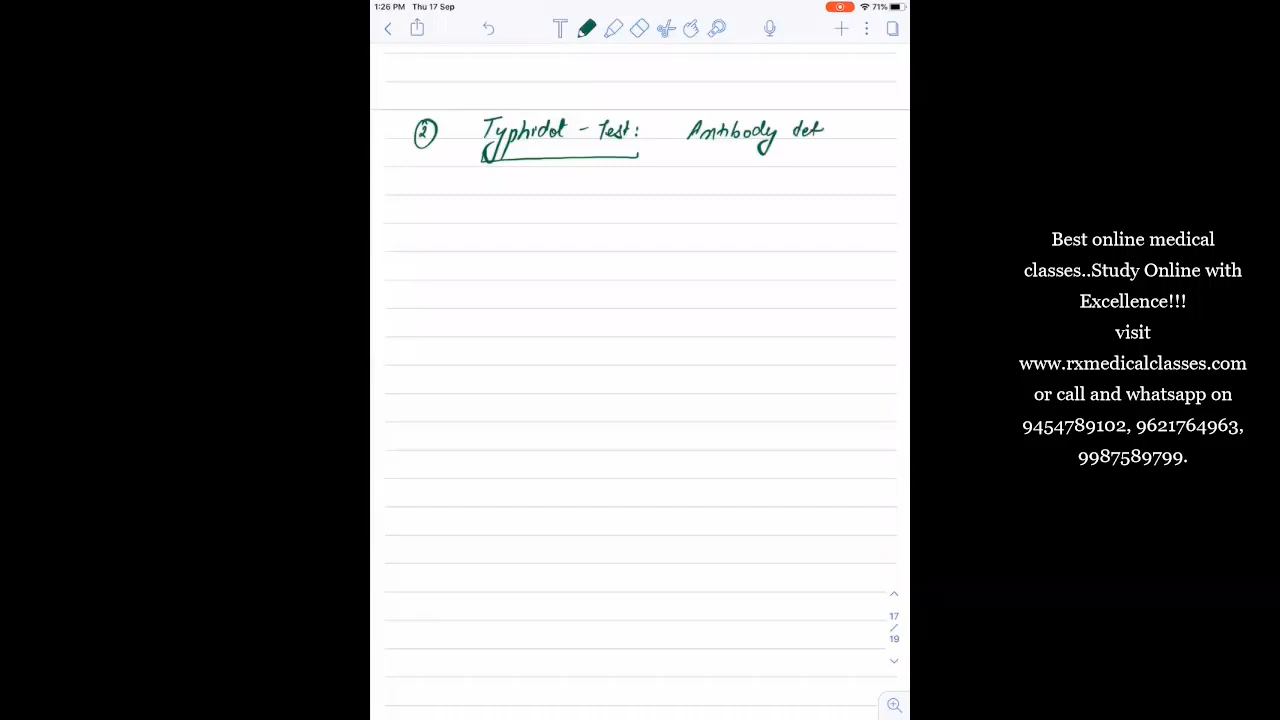 1:26 PM Thu 17 Sep 71%
② Typhidot - Test: Antibody det
17
/
19
Best online medical
classes..Study Online with
Excellence!!!
visit
www.rxmedicalclasses.com
or call and whatsapp on
9454789102, 9621764963,
9987589799.